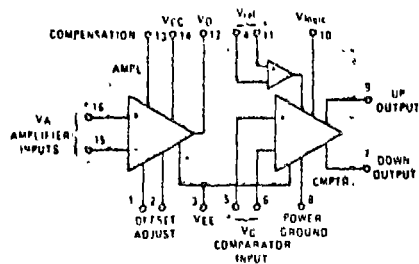 VCC VO Vref Vlogic
COMPENSATION 13 14 12 4 11 10
AMPL
9 UP OUTPUT
16
VA
AMPLIFIER
INPUTS
15
7 DOWN OUTPUT
CMPTR.
1 2 3 5 6 8
OFFSET ADJUST
VEE
VC
COMPARATOR
INPUT
POWER
GROUND